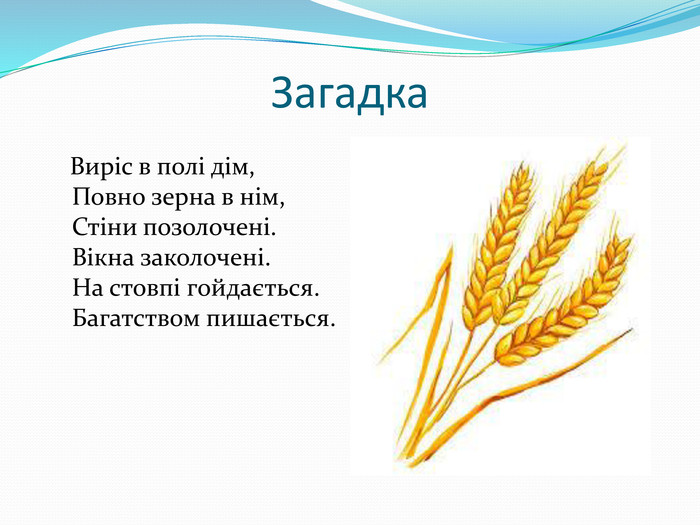 Загадка
Виріс в полі дім,
Повно зерна в нім,
Стіни позолочені.
Вікна заколочені.
На стовпі гойдається.
Багатством пишається.